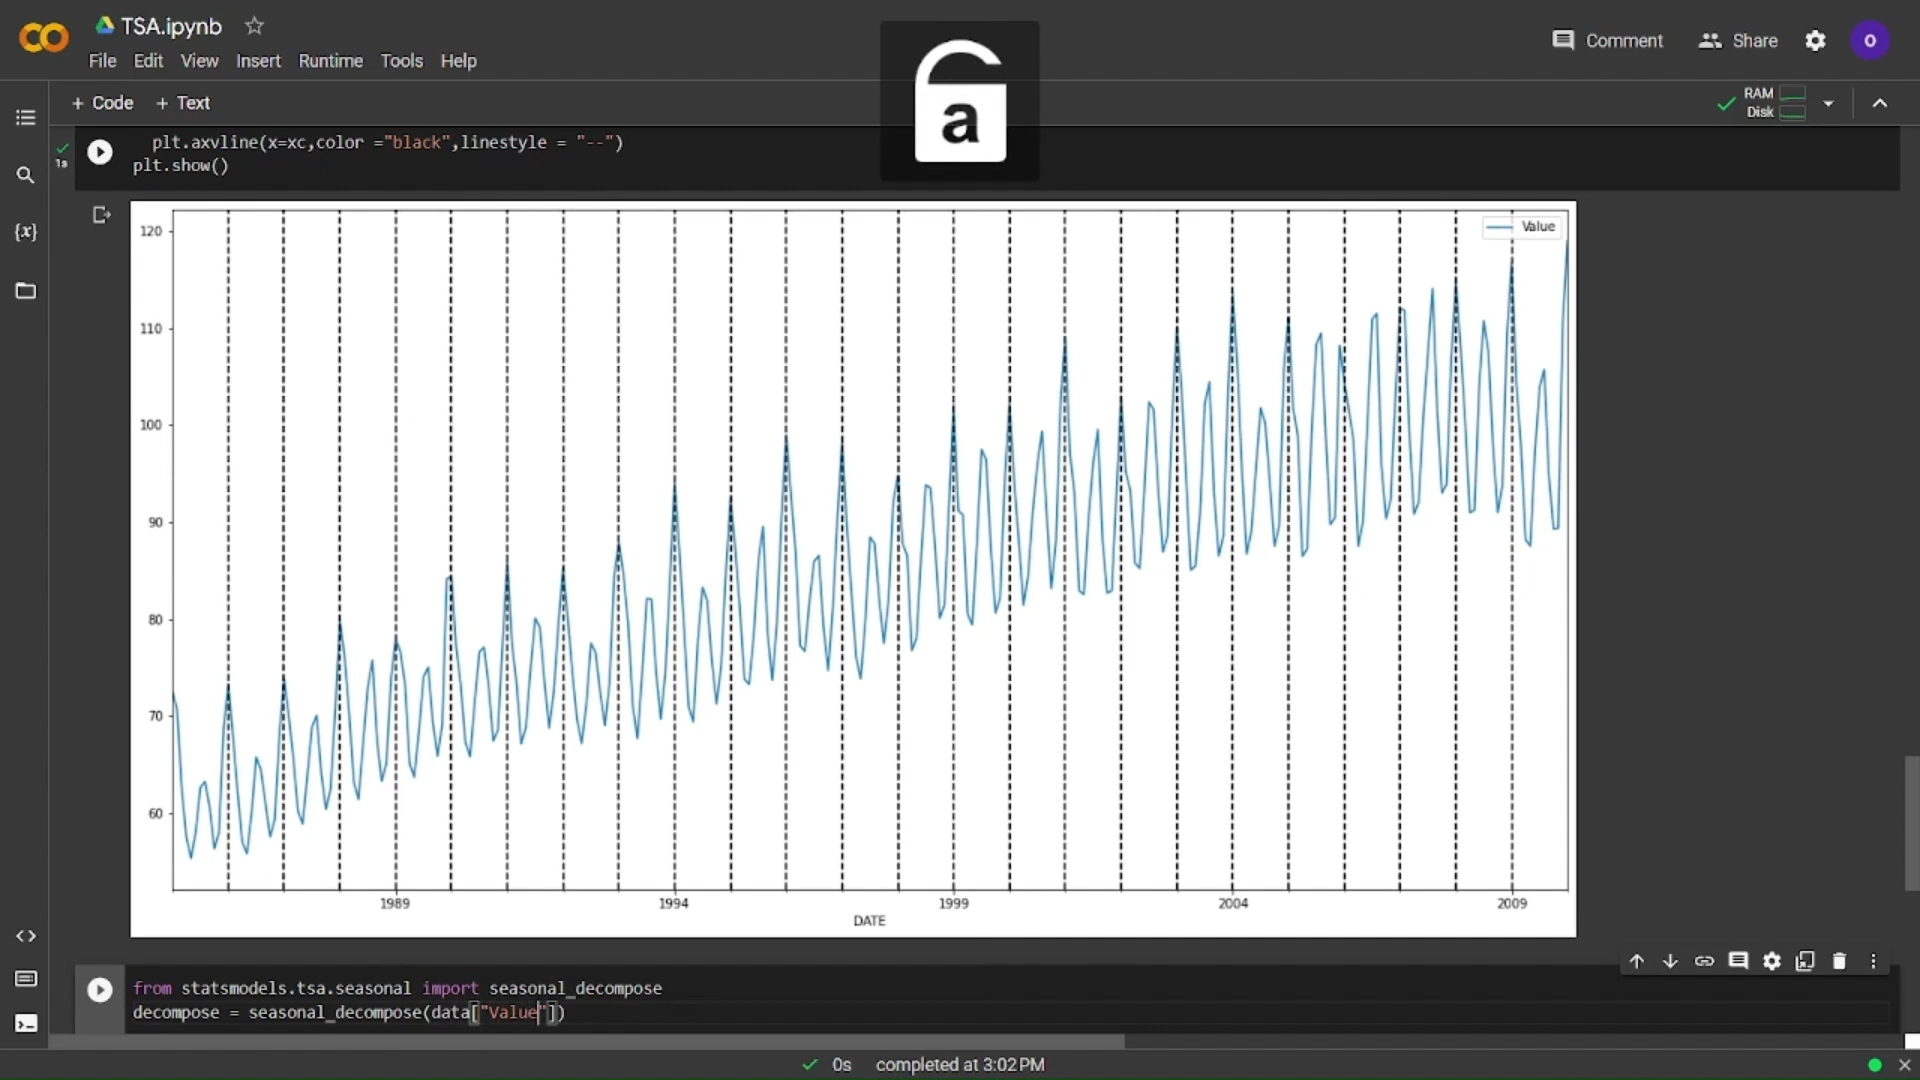 TSA.ipynb
File Edit View Insert Runtime Tools Help
a
Comment Share O
+ Code + Text
RAM
Disk
plt.axvline(x=xc,color ="black",linestyle = "--")
plt.show()
1s
{x}
Value
120
110
100
90
80
70
60
1989 1994 1999 2004 2009
DATE
from statsmodels.tsa.seasonal import seasonal_decompose
decompose = seasonal_decompose(data["Value"])
0s completed at 3:02 PM